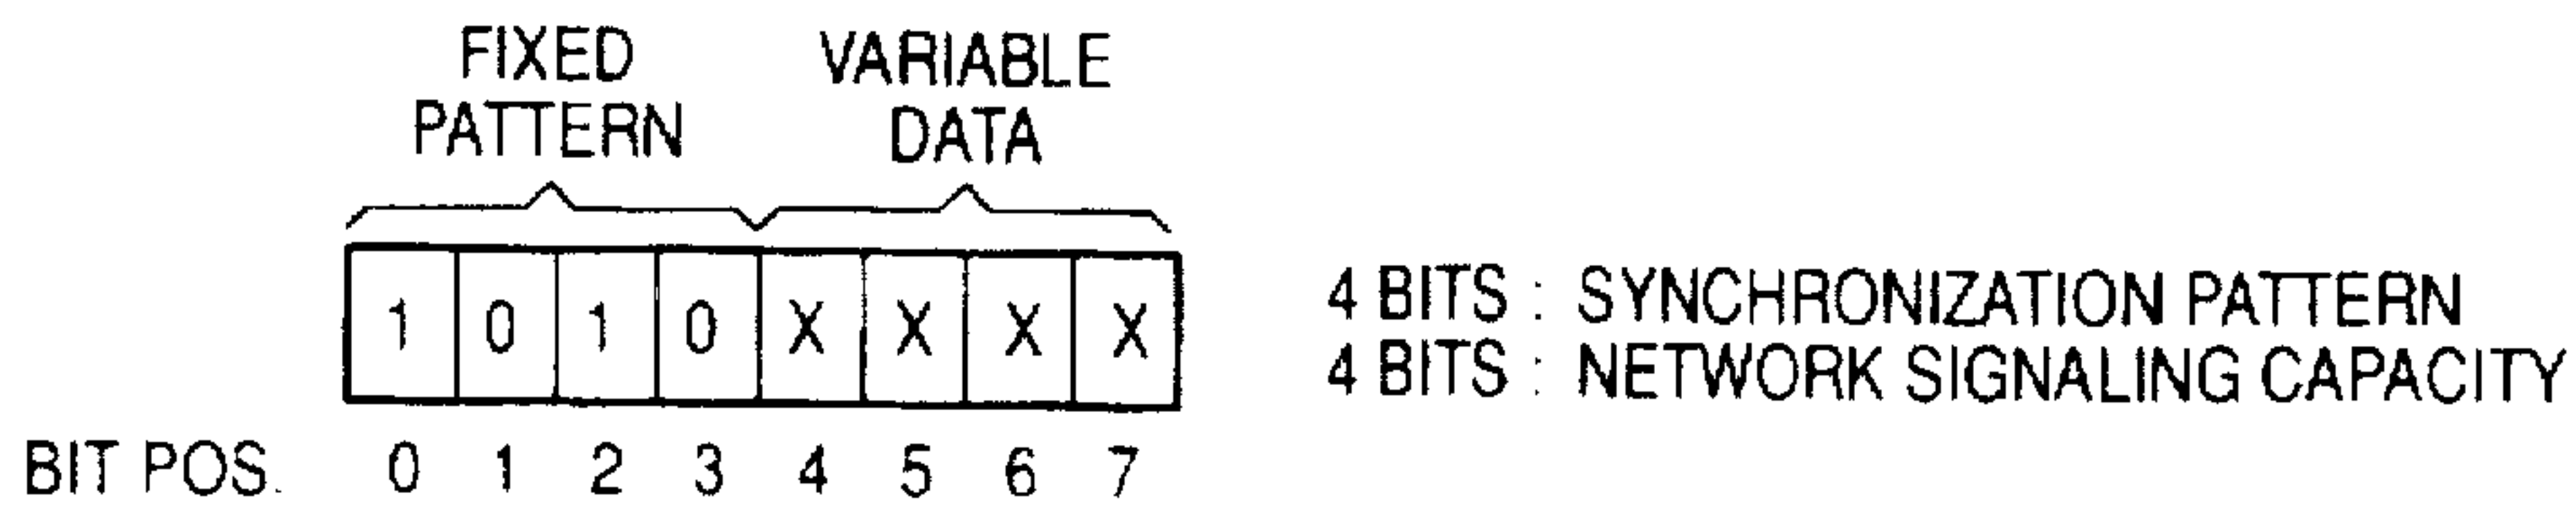 FIXED PATTERN
VARIABLE DATA
1 0 1 0 X X X X
BIT POS. 0 1 2 3 4 5 6 7
4 BITS : SYNCHRONIZATION PATTERN
4 BITS : NETWORK SIGNALING CAPACITY